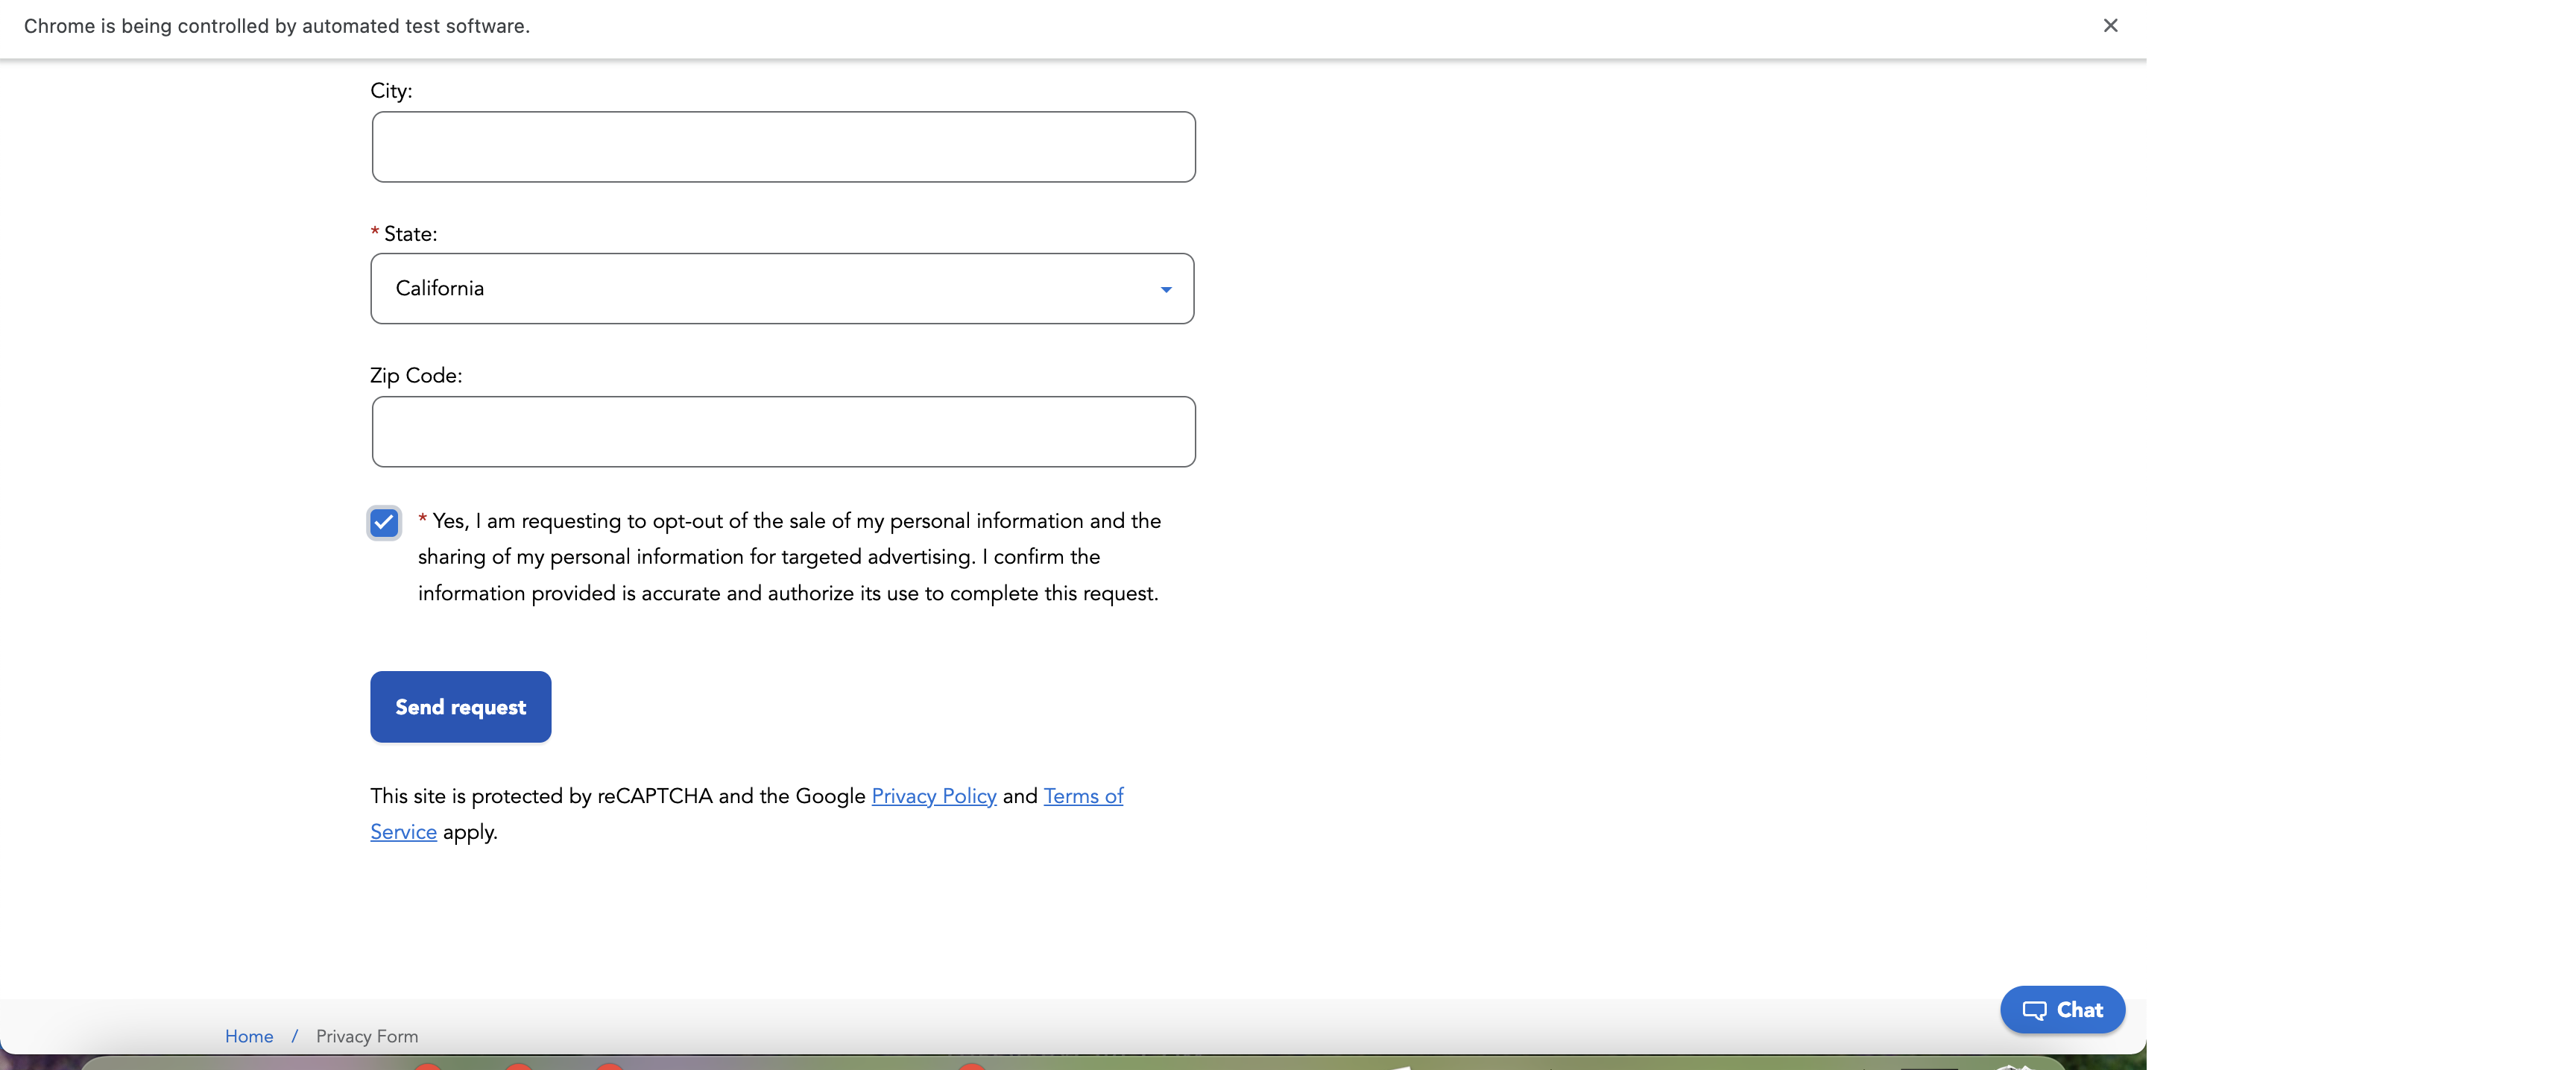 Chrome is being controlled by automated test software.
City:
* State:
California
Zip Code:
* Yes, I am requesting to opt-out of the sale of my personal information and the
sharing of my personal information for targeted advertising. I confirm the
information provided is accurate and authorize its use to complete this request.
Send request
This site is protected by reCAPTCHA and the Google Privacy Policy and Terms of
Service apply.
Chat
Home / Privacy Form